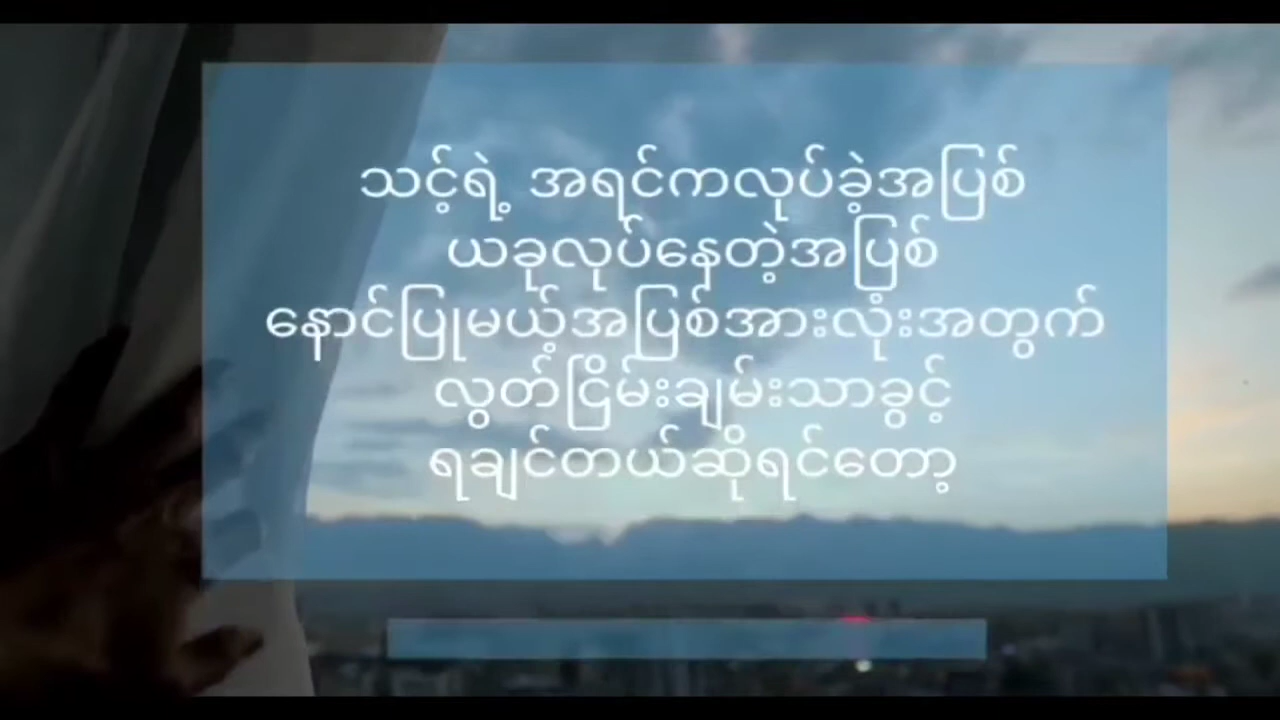 သင့်ရဲ့ အရင်ကလုပ်ခဲ့အပြစ်
ယခုလုပ်နေတဲ့အပြစ်
နောင်ပြုမယ့်အပြစ်အားလုံးအတွက်
လွတ်ငြိမ်းချမ်းသာခွင့်
ရချင်တယ်ဆိုရင်တော့